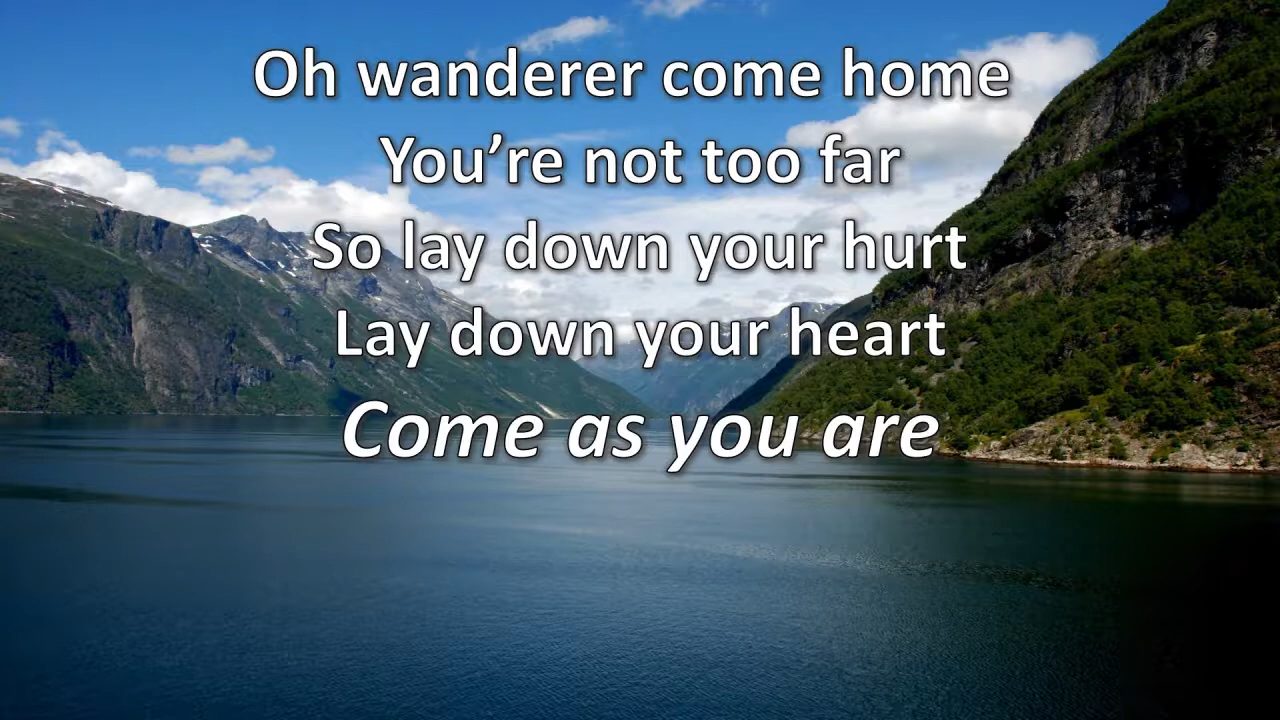 Oh wanderer come home
You’re not too far
So lay down your hurt
Lay down your heart
Come as you are